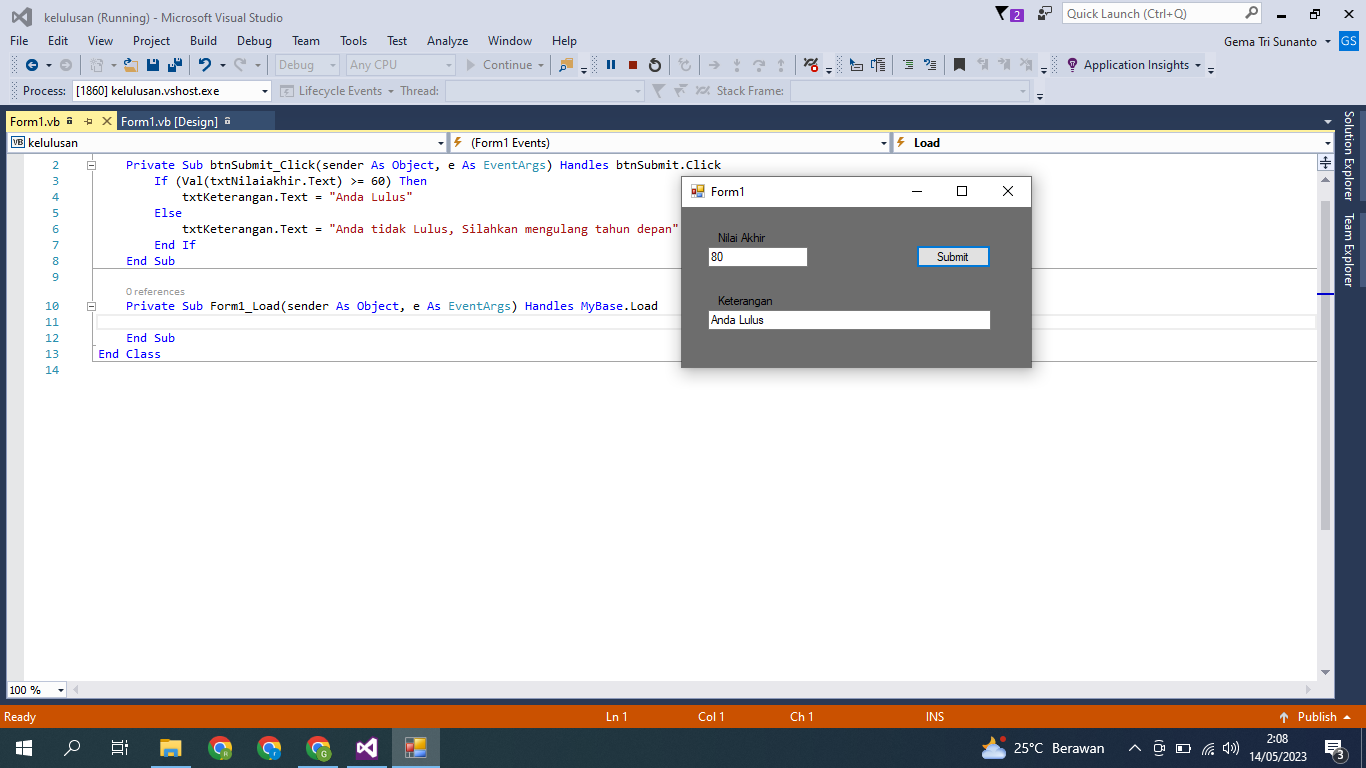 kelulusan (Running) - Microsoft Visual Studio
2
Quick Launch (Ctrl+Q)
File Edit View Project Build Debug Team Tools Test Analyze Window Help
Gema Tri Sunanto GS
Debug Any CPU Continue Application Insights
Process: [1860] kelulusan.vshost.exe Lifecycle Events Thread: Stack Frame:
Form1.vb Form1.vb [Design]
VB kelulusan (Form1 Events) Load
Solution Explorer
Team Explorer
2 Private Sub btnSubmit_Click(sender As Object, e As EventArgs) Handles btnSubmit.Click
3 If (Val(txtNilaiakhir.Text) >= 60) Then
4 txtKeterangan.Text = "Anda Lulus"
5 Else
6 txtKeterangan.Text = "Anda tidak Lulus, Silahkan mengulang tahun depan"
7 End If
8 End Sub
9
0 references
10 Private Sub Form1_Load(sender As Object, e As EventArgs) Handles MyBase.Load
11
12 End Sub
13 End Class
14
Form1
Nilai Akhir
80 Submit
Keterangan
Anda Lulus
100 %
Ready Ln 1 Col 1 Ch 1 INS Publish
25°C Berawan
2:08
14/05/2023
3